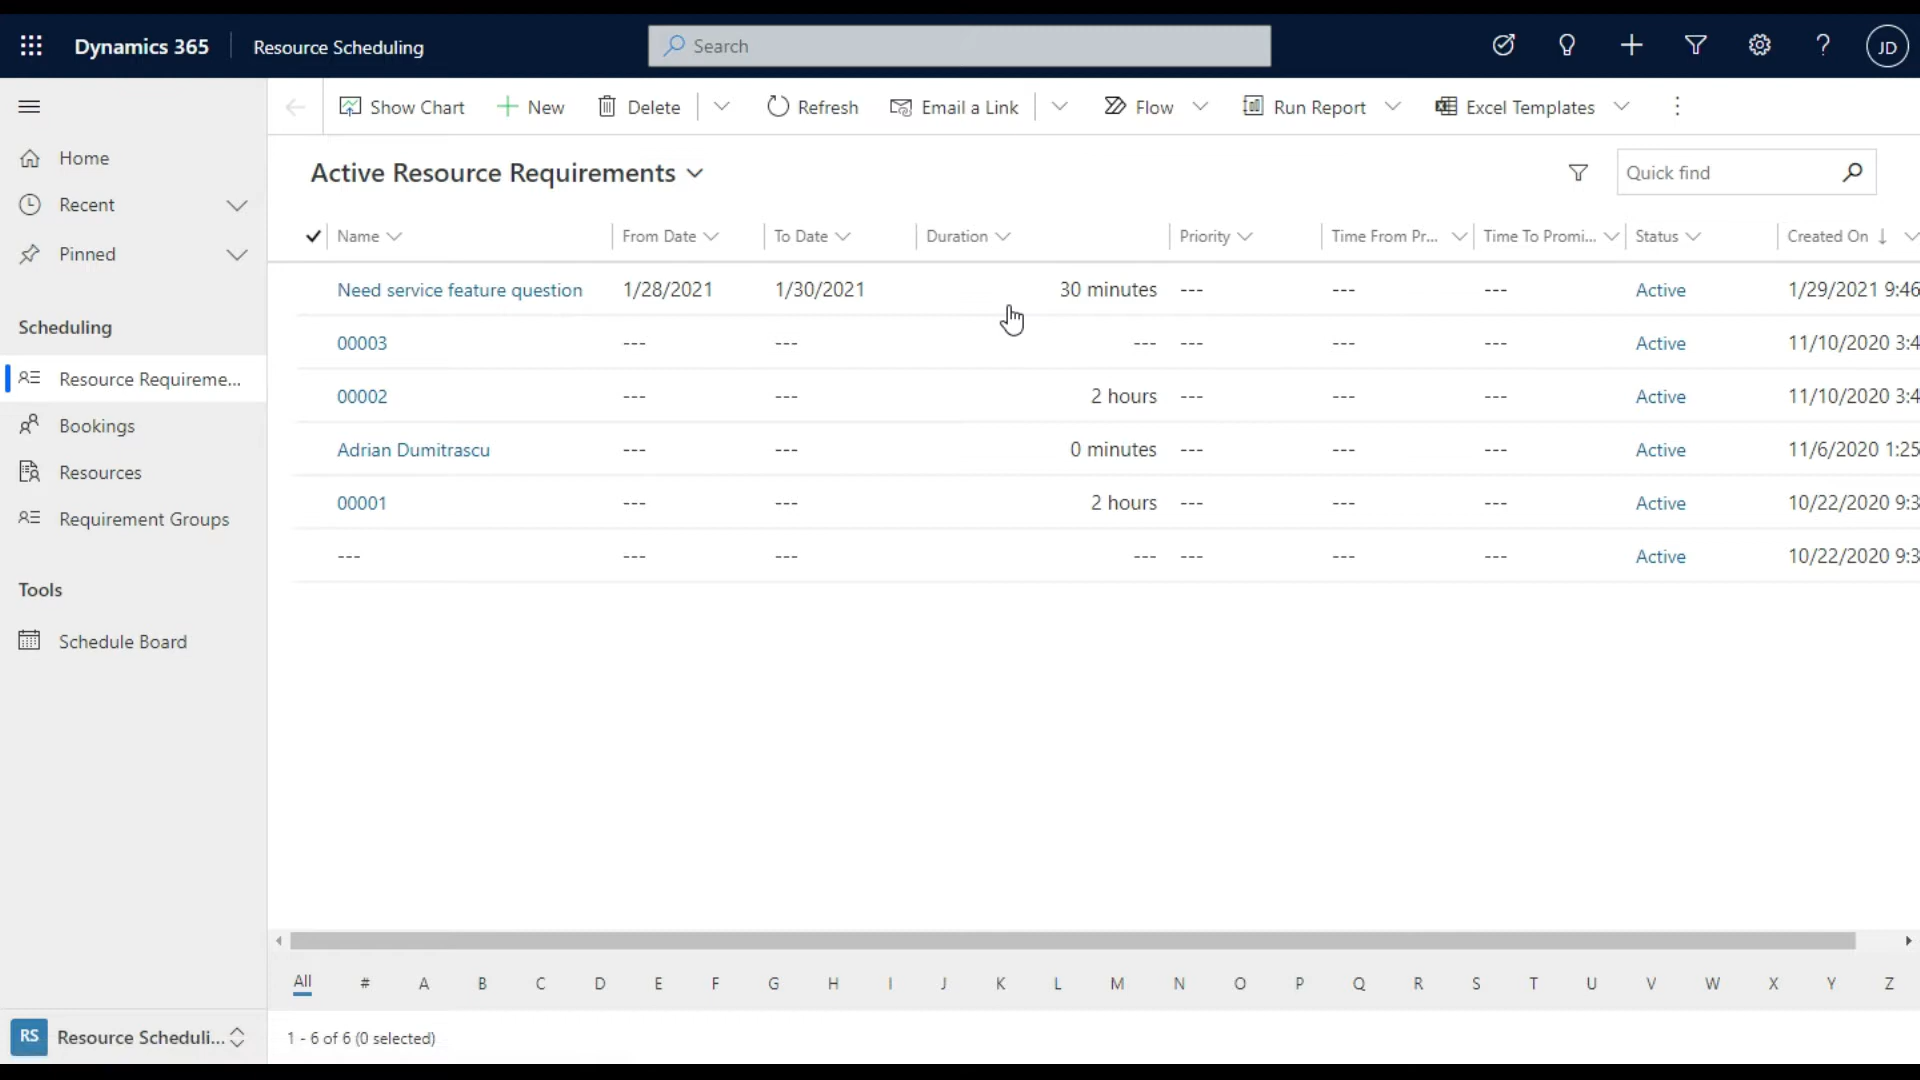 Dynamics 365 Resource Scheduling Search JD
Show Chart New Delete Refresh Email a Link Flow Run Report Excel Templates
Home
Recent
Pinned
Scheduling
Resource Requireme...
Bookings
Resources
Requirement Groups
Tools
Schedule Board
RS Resource Scheduli...
Active Resource Requirements Quick find
Name From Date To Date Duration Priority Time From Pr... Time To Promi... Status Created On
Need service feature question 1/28/2021 1/30/2021 30 minutes --- --- --- Active 1/29/2021 9:46
00003 --- --- --- --- --- --- Active 11/10/2020 3:4
00002 --- --- 2 hours --- --- --- Active 11/10/2020 3:4
Adrian Dumitrascu --- --- 0 minutes --- --- --- Active 11/6/2020 1:25
00001 --- --- 2 hours --- --- --- Active 10/22/2020 9:3
--- --- --- --- --- --- --- Active 10/22/2020 9:3
All # A B C D E F G H I J K L M N O P Q R S T U V W X Y Z
1 - 6 of 6 (0 selected)